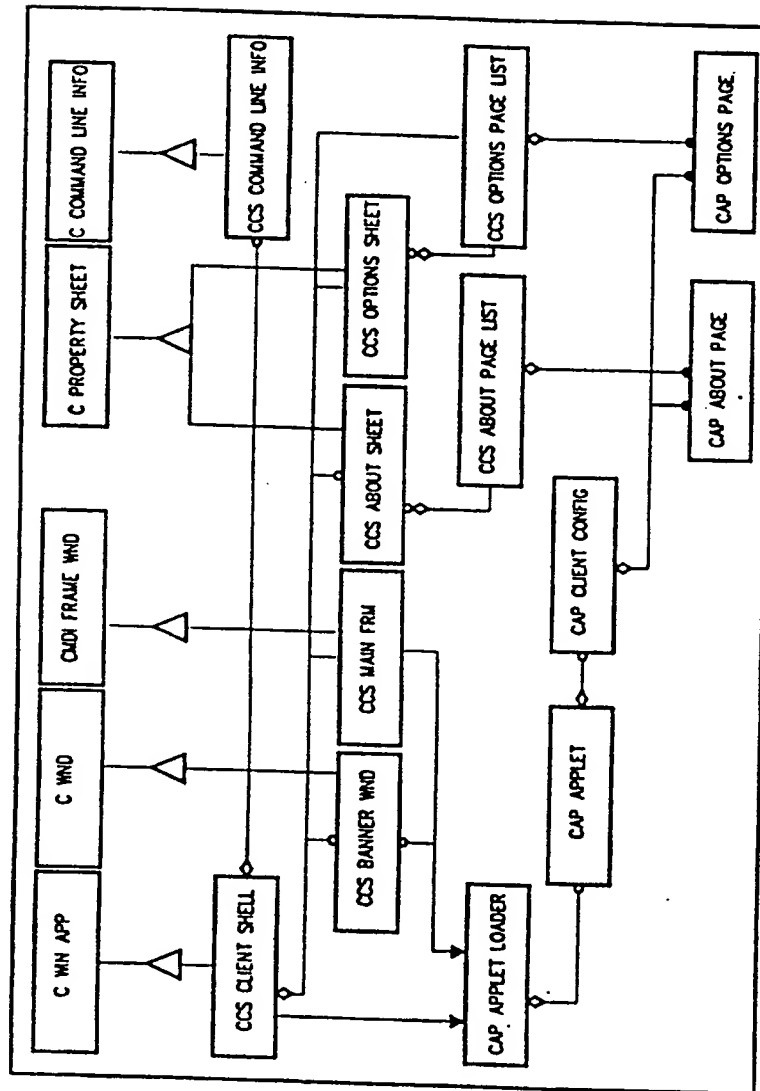 C WIN APP
C WND
CMDI FRAME WND
C PROPERTY SHEET
C COMMAND LINE INFO
CCS CLIENT SHELL
CCS COMMAND LINE INFO
CCS BANNER WND
CCS MAIN FRM
CCS ABOUT SHEET
CCS OPTIONS SHEET
CAP APPLET LOADER
CCS ABOUT PAGE LIST
CCS OPTIONS PAGE LIST
CAP APPLET
CAP CLIENT CONFIG
CAP ABOUT PAGE
CAP OPTIONS PAGE.